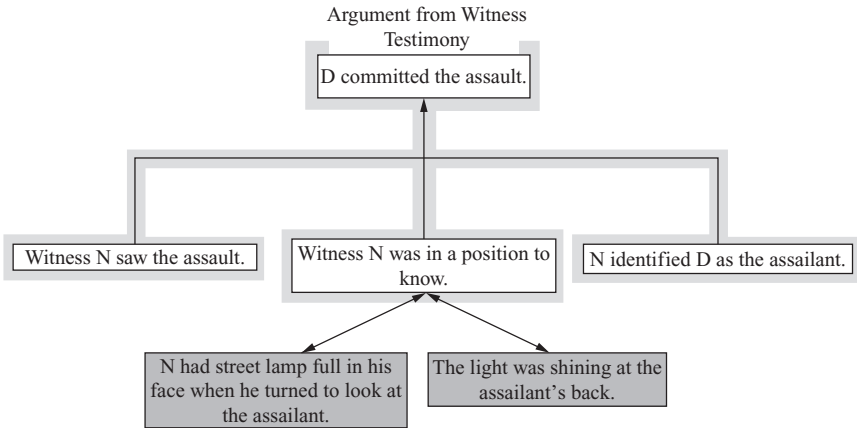 Argument from Witness
Testimony
D committed the assault.
Witness N saw the assault.
Witness N was in a position to
know.
N identified D as the assailant.
N had street lamp full in his
face when he turned to look at
the assailant.
The light was shining at the
assailant's back.